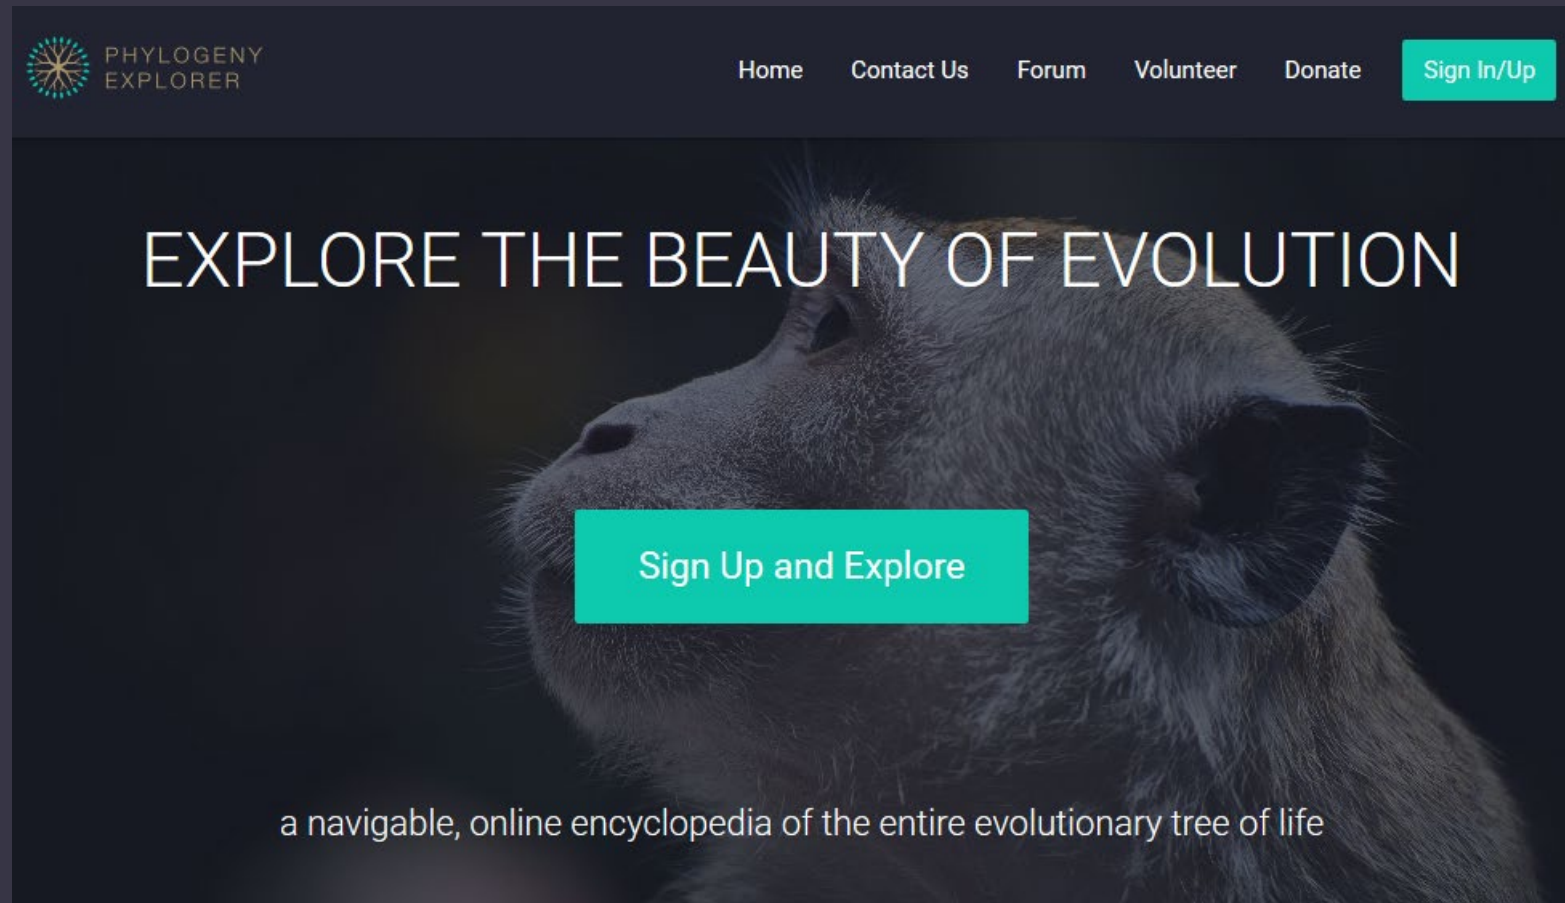 PHYLOGENY
EXPLORER
Home
Contact Us
Forum
Volunteer
Donate
Sign In/Up
EXPLORE THE BEAUTY OF EVOLUTION
Sign Up and Explore
a navigable, online encyclopedia of the entire evolutionary tree of life